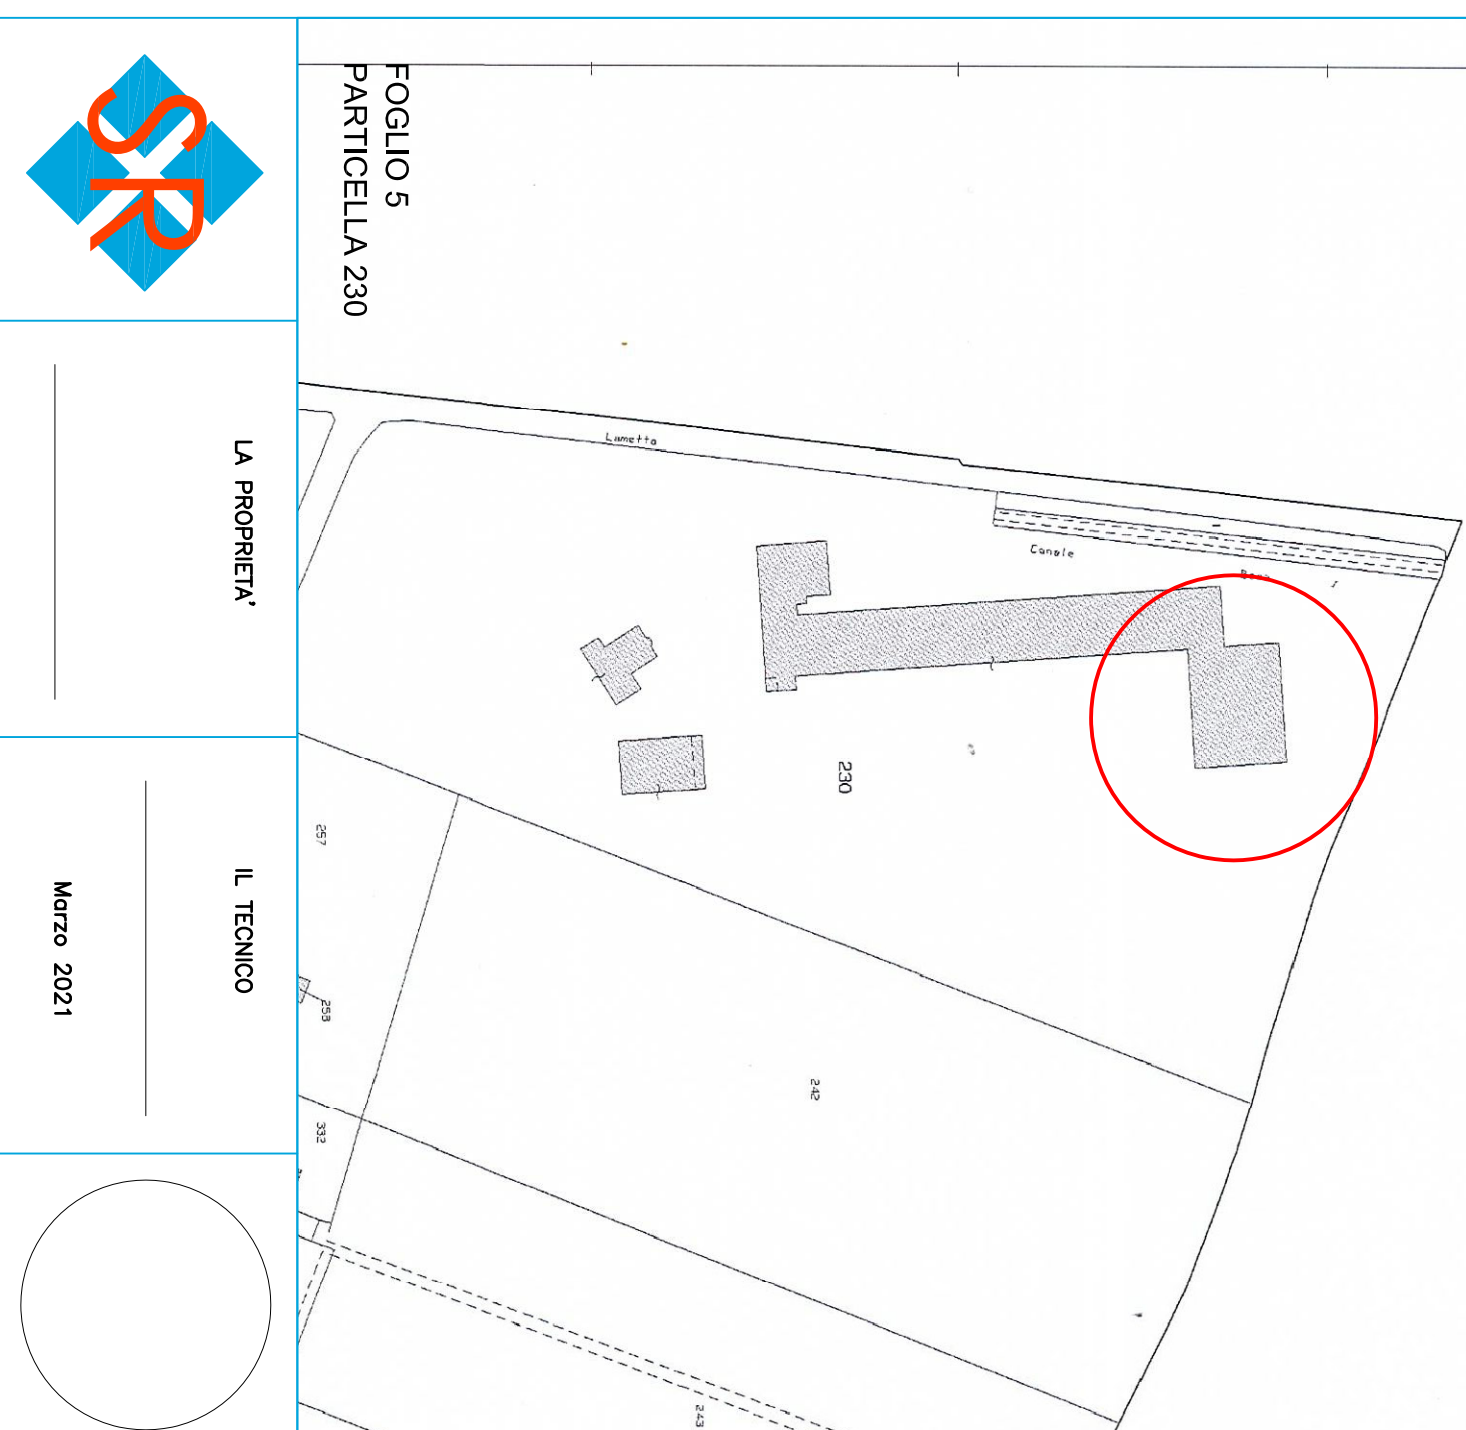 SR
FOGLIO 5
PARTICELLA 230
LA PROPRIETA'
IL TECNICO
Marzo 2021
Lametta
Canale
I
230
257
258
242
332
243